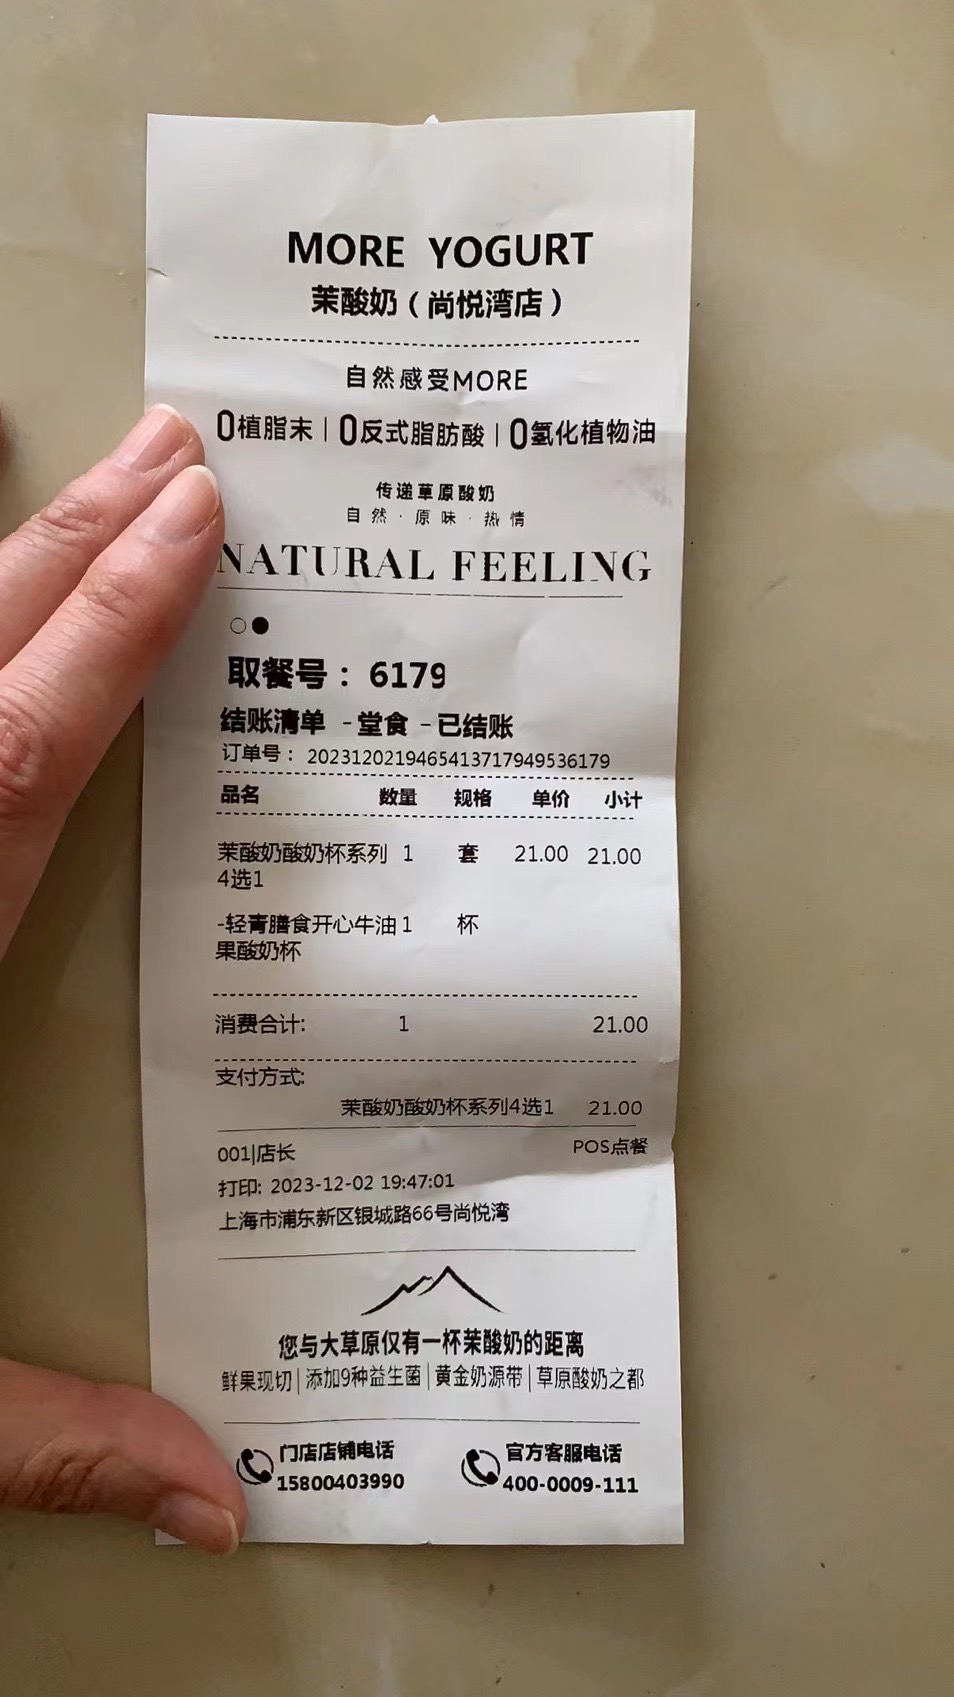 MORE YOGURT
茉酸奶（尚悦湾店）
自然感受MORE
0植脂末｜0反式脂肪酸｜0氢化植物油
传递草原酸奶
自然·原味·热情
NATURAL FEELING
取餐号：6179
结账清单 -堂食 -已结账
订单号：20231202194654137179495361​79
品名 数量 规格 单价 小计
茉酸奶酸奶杯系列 1 套 21.00 21.00
4选1
-轻青膳食开心牛油 1 杯
果酸奶杯
消费合计: 1 21.00
支付方式:
茉酸奶酸奶杯系列4选1 21.00
001|店长 POS点餐
打印: 2023-12-02 19:47:01
上海市浦东新区银城路66号尚悦湾
您与大草原仅有一杯茉酸奶的距离
鲜果现切｜添加9种益生菌｜黄金奶源带｜草原酸奶之都
门店店铺电话 官方客服电话
15800403990 400-0009-111